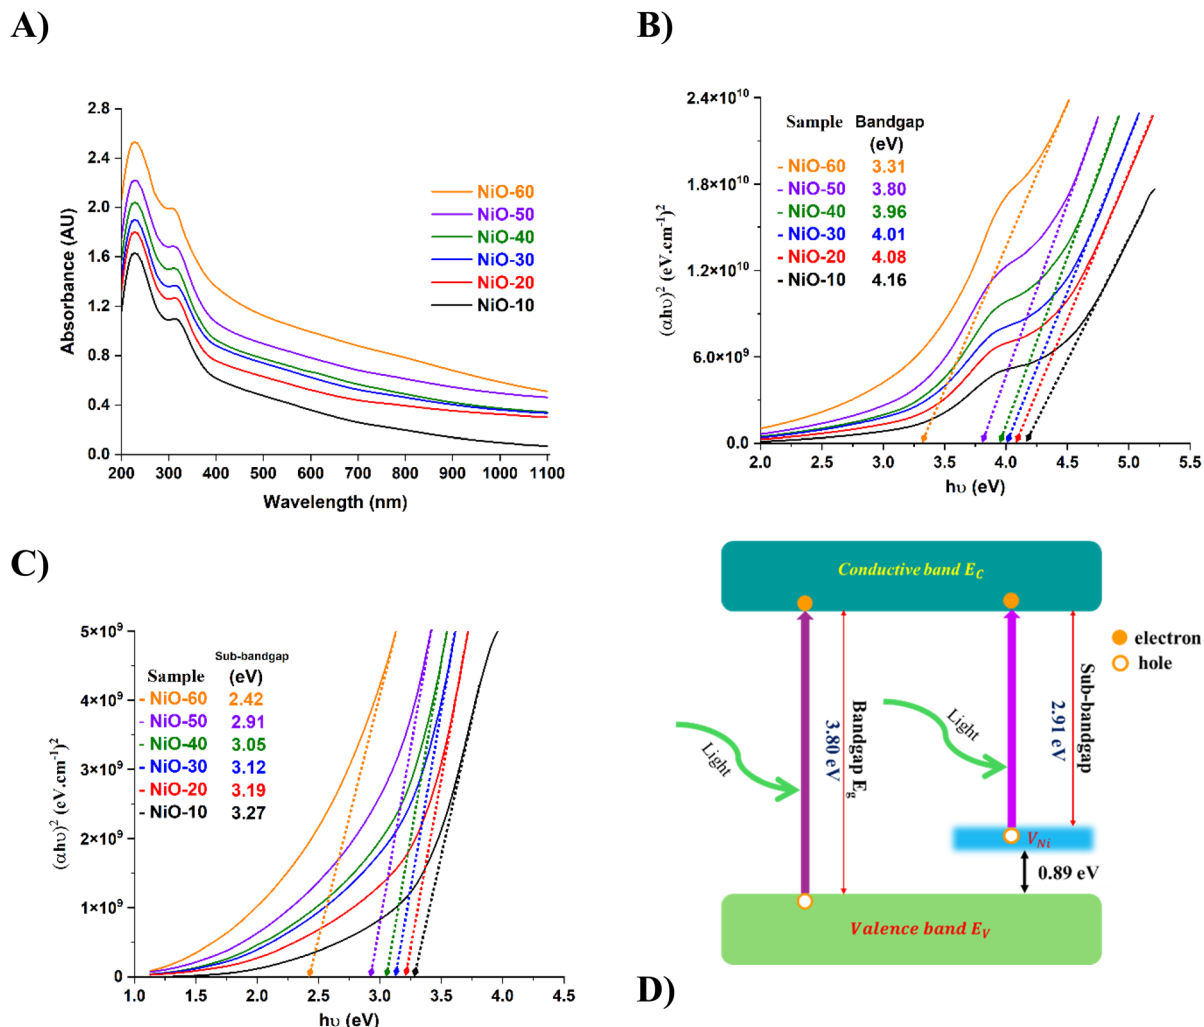 A)
2.8
2.4
2.0
1.6
1.2
0.8
0.4
0.0
200 300 400 500 600 700 800 900 1000 1100
Absorbance (AU)
Wavelength (nm)
NiO-60
NiO-50
NiO-40
NiO-30
NiO-20
NiO-10
B)
2.4×10¹⁰
1.8×10¹⁰
1.2×10¹⁰
6.0×10⁹
0.0
2.0 2.5 3.0 3.5 4.0 4.5 5.0 5.5
(αhυ)² (eV.cm⁻¹)²
hυ (eV)
Sample Bandgap
(eV)
NiO-60 3.31
NiO-50 3.80
NiO-40 3.96
NiO-30 4.01
NiO-20 4.08
NiO-10 4.16
C)
5×10⁹
4×10⁹
3×10⁹
2×10⁹
1×10⁹
0
1.0 1.5 2.0 2.5 3.0 3.5 4.0 4.5
(αhυ)² (eV.cm⁻¹)²
hυ (eV)
Sub-bandgap
Sample (eV)
NiO-60 2.42
NiO-50 2.91
NiO-40 3.05
NiO-30 3.12
NiO-20 3.19
NiO-10 3.27
Conductive band E_C
electron
hole
Light
Bandgap E_g
3.80 eV
Light
Sub-bandgap
2.91 eV
V_Ni
0.89 eV
Valence band E_V
D)